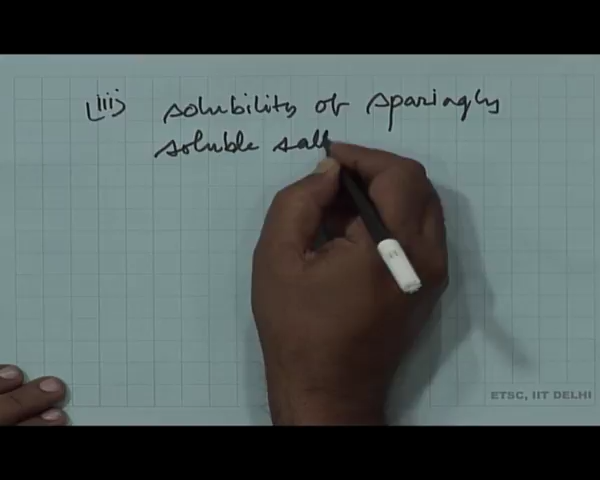 (iii) solubility of sparingly
soluble salt
ETSC, IIT DELHI